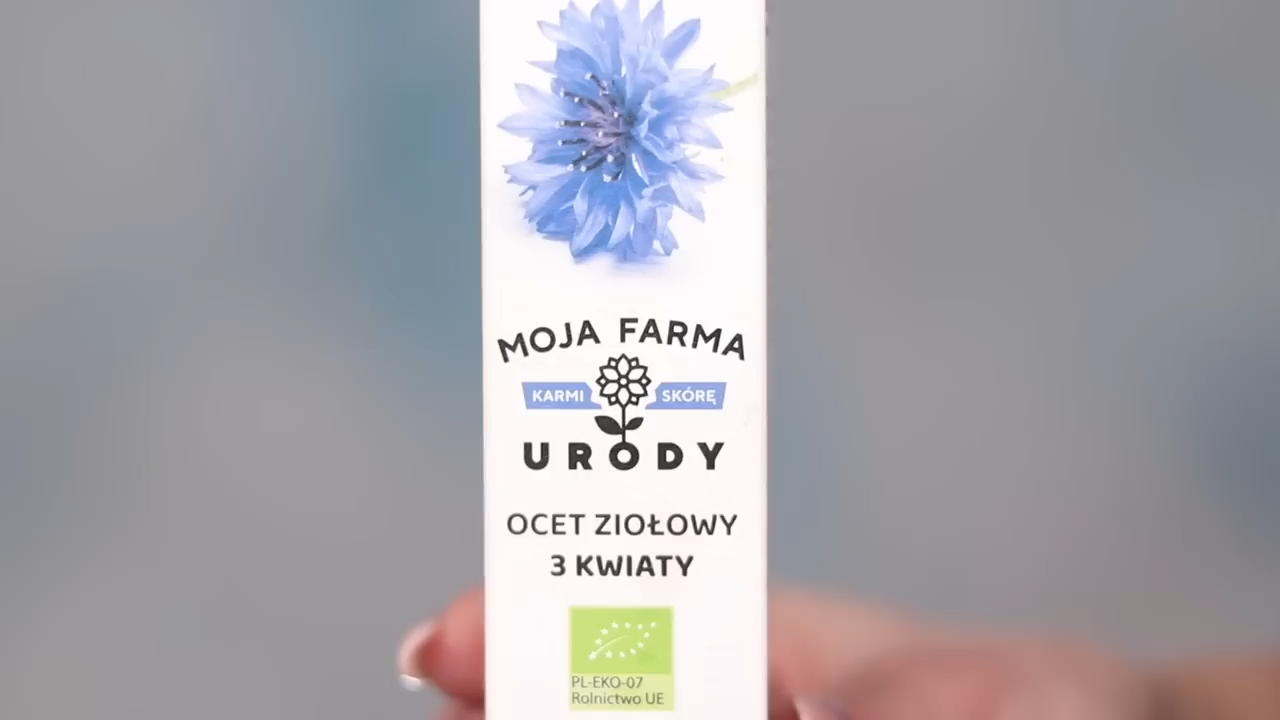 MOJA FARMA
KARMI SKÓRĘ
URODY
OCET ZIOŁOWY
3 KWIATY
PL-EKO-07
Rolnictwo UE